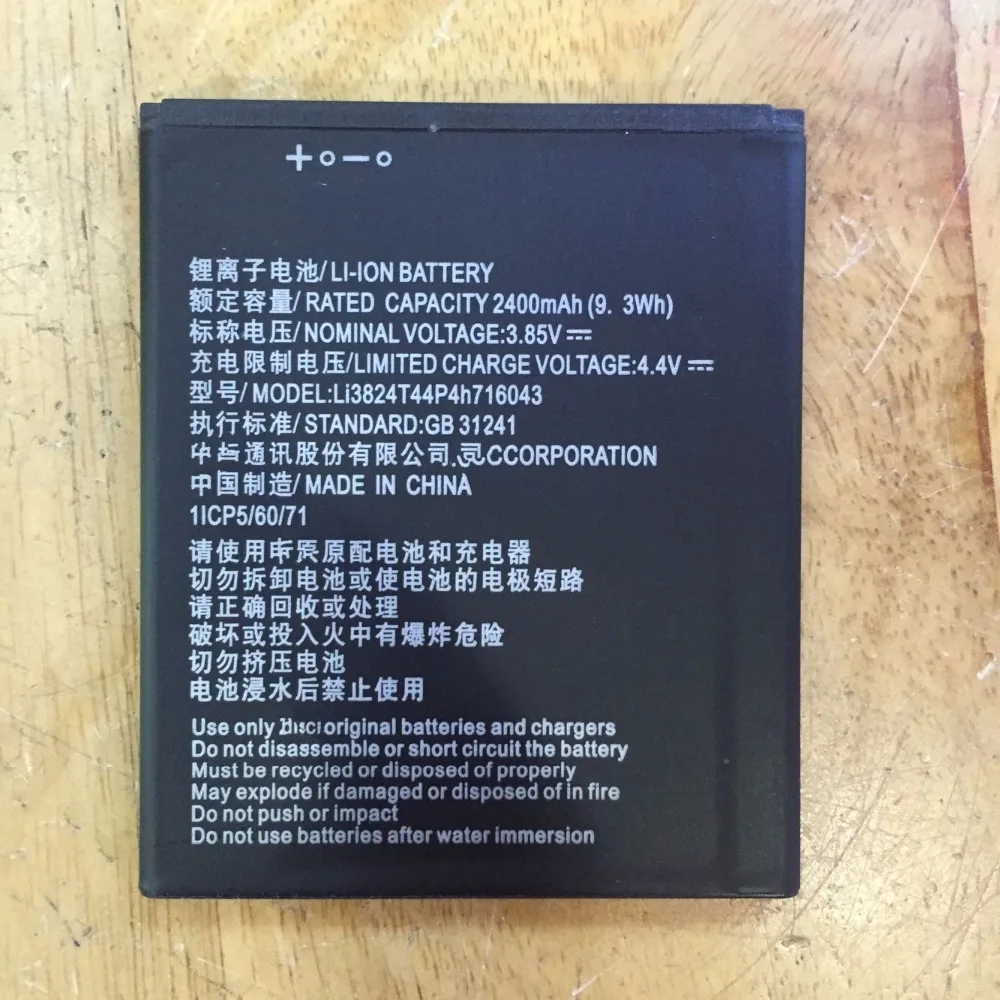 + o − o
锂离子电池/ LI-ION BATTERY
额定容量/ RATED CAPACITY 2400mAh (9. 3Wh)
标称电压/ NOMINAL VOLTAGE:3.85V
充电限制电压/LIMITED CHARGE VOLTAGE:4.4V
型号/ MODEL:Li3824T44P4h716043
执行标准/ STANDARD:GB 31241
通讯股份有限公司 CCORPORATION
中国制造/ MADE IN CHINA
1ICP5/60/71
请使用 原配电池和充电器
切勿拆卸电池或使电池的电极短路
请正确回收或处理
破坏或投入火中有爆炸危险
切勿挤压电池
电池浸水后禁止使用
Use only original batteries and chargers
Do not disassemble or short circuit the battery
Must be recycled or disposed of properly
May explode if damaged or disposed of in fire
Do not push or impact
Do not use batteries after water immersion